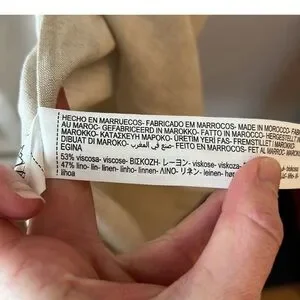 HECHO EN MARRUECOS- FABRICADO EM MARROCOS- MADE IN MOROCCO-
AU MAROC- GEFABRICEERD IN MAROKKO- FATTO IN MAROCCO- HERGESTELLT
MAROKKO- ΚΑΤΑΣΚΕΥΗ ΜΑΡΟΚΟ- ÜRETİM YERİ FAS- FREMSTILLET I MAROKKO-
DIBUAT DI MAROKO- صنع في المغرب- FEITO EN MARROCOS- FET AL MARROC
EGINA
53% viscosa- viscose- ΒΙΣΚΟΖΗ- レーヨン- viskose- viskoza-
47% lino- lin- linen- linho- linnen- ΛΙΝΟ- リネン- leinen-
lihoa